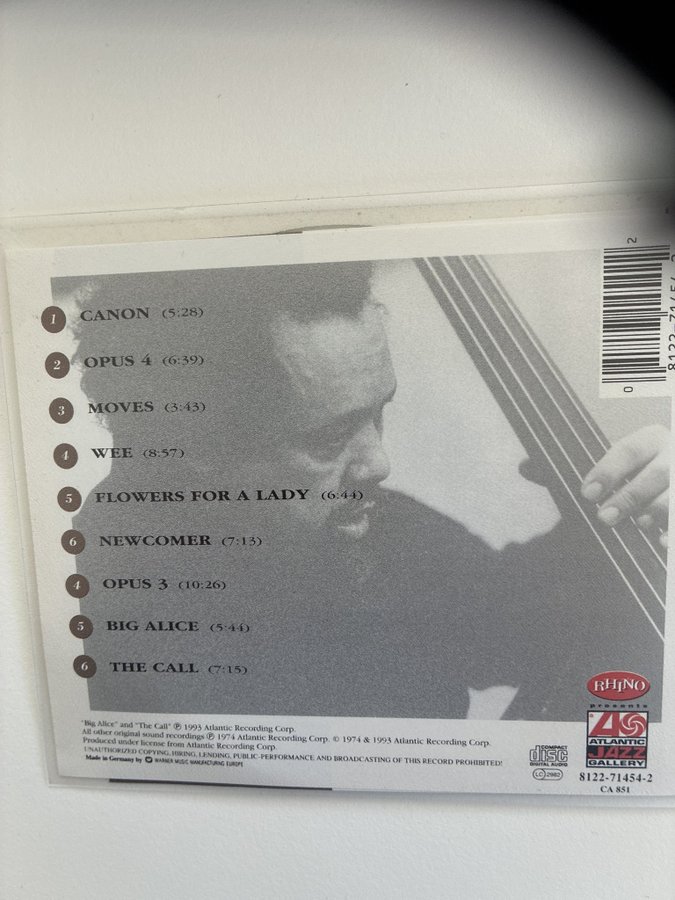 1 CANON (5:28)
2 OPUS 4 (6:39)
3 MOVES (3:43)
4 WEE (8:57)
5 FLOWERS FOR A LADY (6:44)
6 NEWCOMER (7:13)
4 OPUS 3 (10:26)
5 BIG ALICE (5:44)
6 THE CALL (7:15)
2
0
"Big Alice" and "The Call" ℗ 1993 Atlantic Recording Corp.
All other original sound recordings ℗ 1974 Atlantic Recording Corp. © 1974 & 1993 Atlantic Recording Corp.
Produced under license from Atlantic Recording Corp.
UNAUTHORIZED COPYING, HIRING, LENDING, PUBLIC-PERFORMANCE AND BROADCASTING OF THIS RECORD PROHIBITED!
Made in Germany by WARNER MUSIC MANUFACTURING EUROPE
COMPACT
disc
DIGITAL AUDIO
LC 2982
RHINO
presents
ATLANTIC
JAZZ
GALLERY
8122-71454-2
CA 851